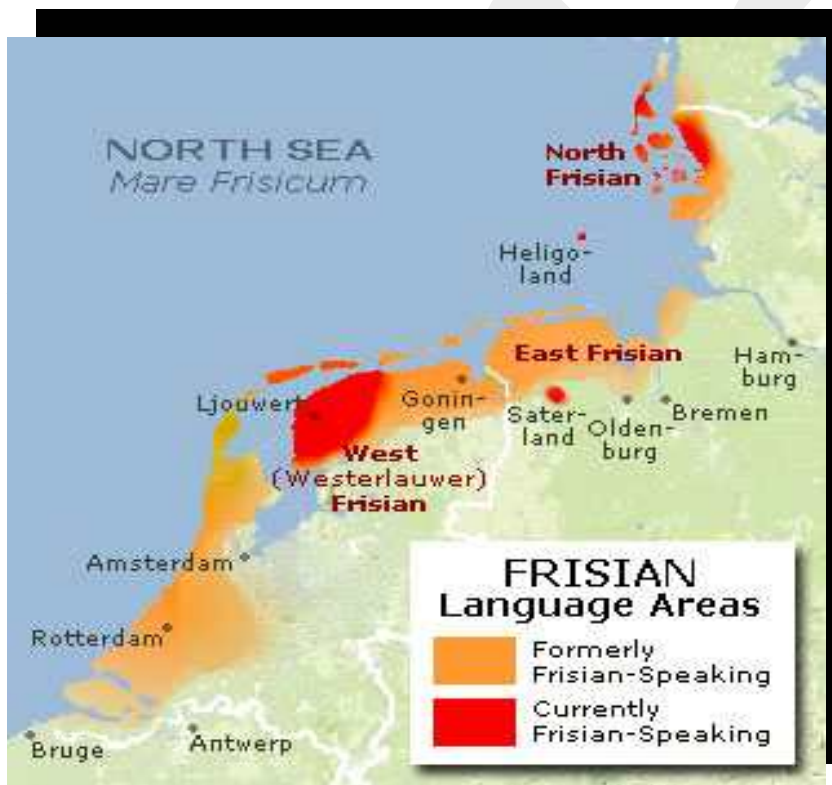 NORTH SEA
Mare Frisicum
North
Frisian
Heligo-
land
East Frisian
Ham-
burg
Ljouwert
Gonin-
gen
Sater-
land
Olden-
burg
Bremen
West
(Westerlauwer)
Frisian
Amsterdam
Rotterdam
Bruge
Antwerp
FRISIAN
Language Areas
Formerly
Frisian-Speaking
Currently
Frisian-Speaking